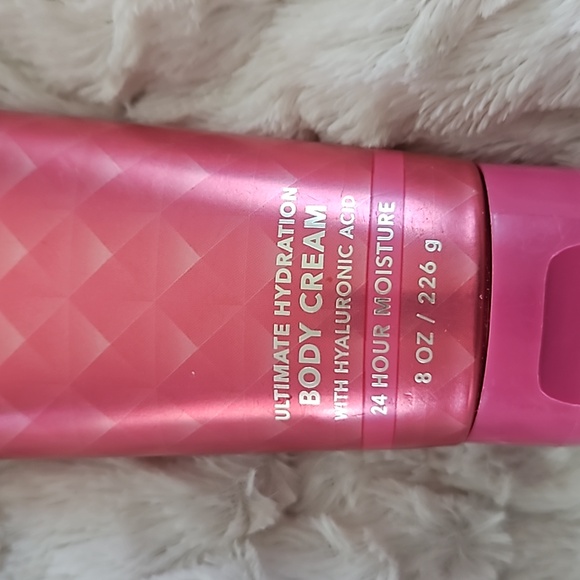 ULTIMATE HYDRATION
BODY CREAM
WITH HYALURONIC ACID
24 HOUR MOISTURE
8 OZ / 226 g